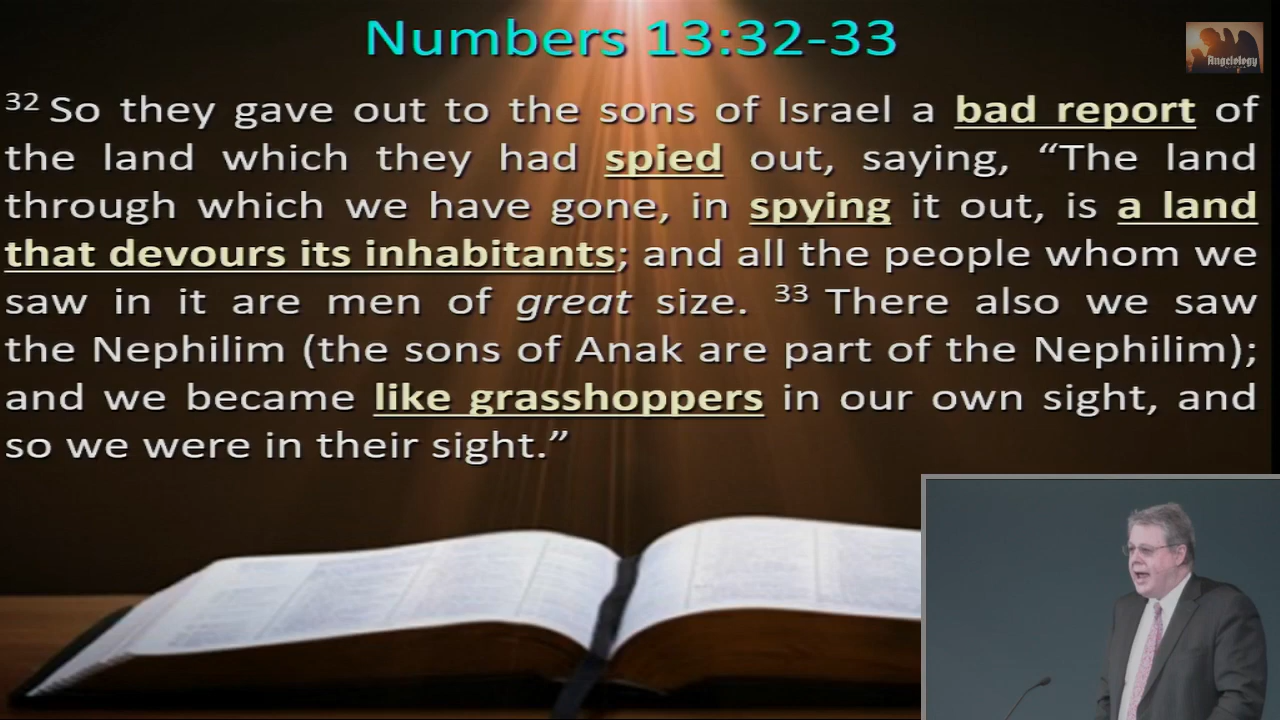 Numbers 13:32-33
Angelology
32 So they gave out to the sons of Israel a bad report of
the land which they had spied out, saying, “The land
through which we have gone, in spying it out, is a land
that devours its inhabitants; and all the people whom we
saw in it are men of great size. 33 There also we saw
the Nephilim (the sons of Anak are part of the Nephilim);
and we became like grasshoppers in our own sight, and
so we were in their sight.”